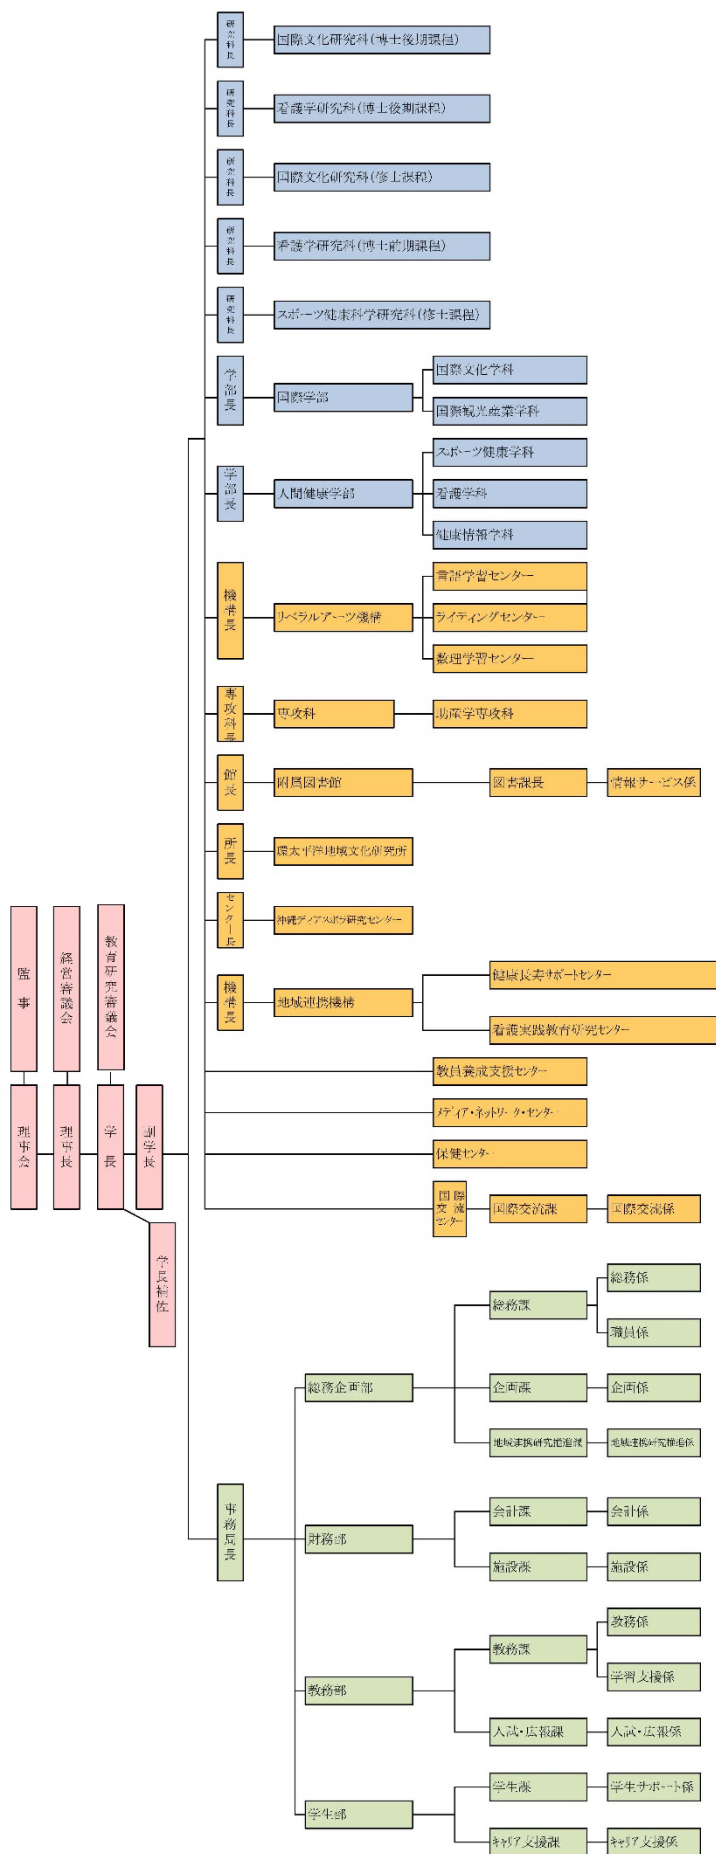 研究科長
国際文化研究科(博士後期課程)
研究科長
看護学研究科(博士後期課程)
研究科長
国際文化研究科(修士課程)
研究科長
看護学研究科(博士前期課程)
研究科長
スポーツ健康科学研究科(修士課程)
学部長
国際学部
国際文化学科
国際観光産業学科
学部長
人間健康学部
スポーツ健康学科
看護学科
健康情報学科
機構長
リベラルアーツ機構
言語学習センター
ライティングセンター
数理学習センター
専攻科長
専攻科
助産学専攻科
館長
附属図書館
図書課長
情報サービス係
所長
環太平洋地域文化研究所
センター長
沖縄ディアスポラ研究センター
機構長
地域連携機構
健康長寿サポートセンター
看護実践教育研究センター
教員養成支援センター
メディア・ネットワーク・センター
保健センター
国際
交流
センター
国際交流課
国際交流係
監事
経営審議会
教育研究審議会
理事会
理事長
学長
副学長
学長補佐
事務局長
総務企画部
総務課
総務係
職員係
企画課
企画係
地域連携研究推進課
地域連携研究推進係
財務部
会計課
会計係
施設課
施設係
教務部
教務課
教務係
学習支援係
入試・広報課
入試・広報係
学生部
学生課
学生サポート係
キャリア支援課
キャリア支援係